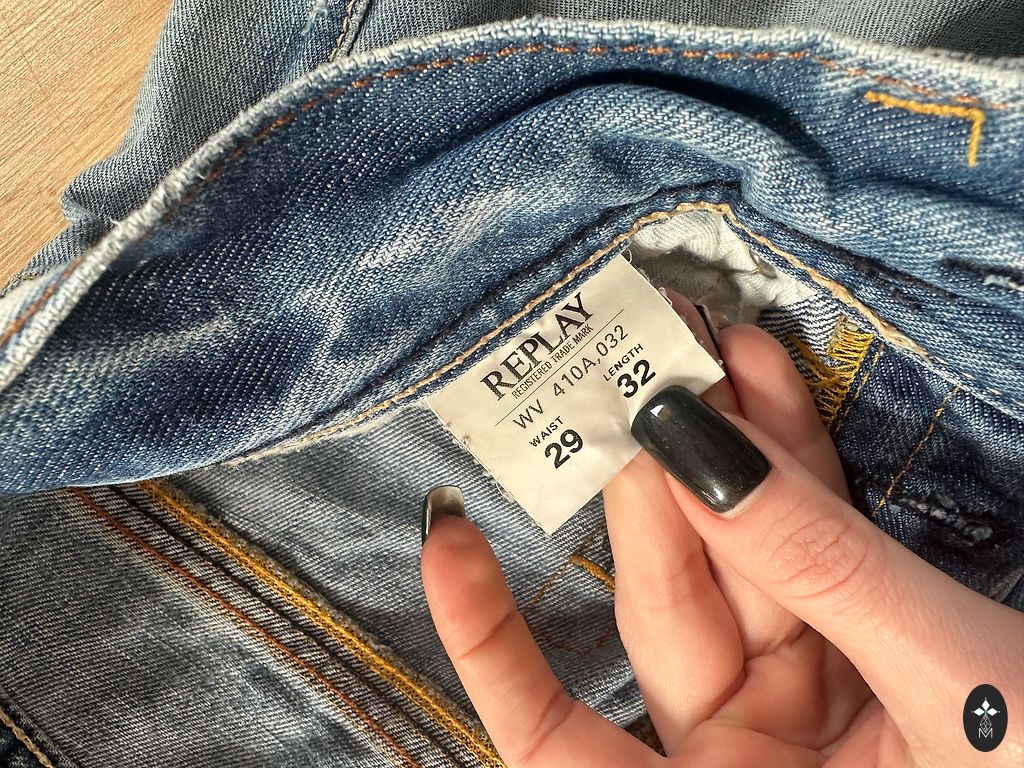 REPLAY
REGISTERED TRADE MARK
WV 410A,032
WAIST LENGTH
29 32
M